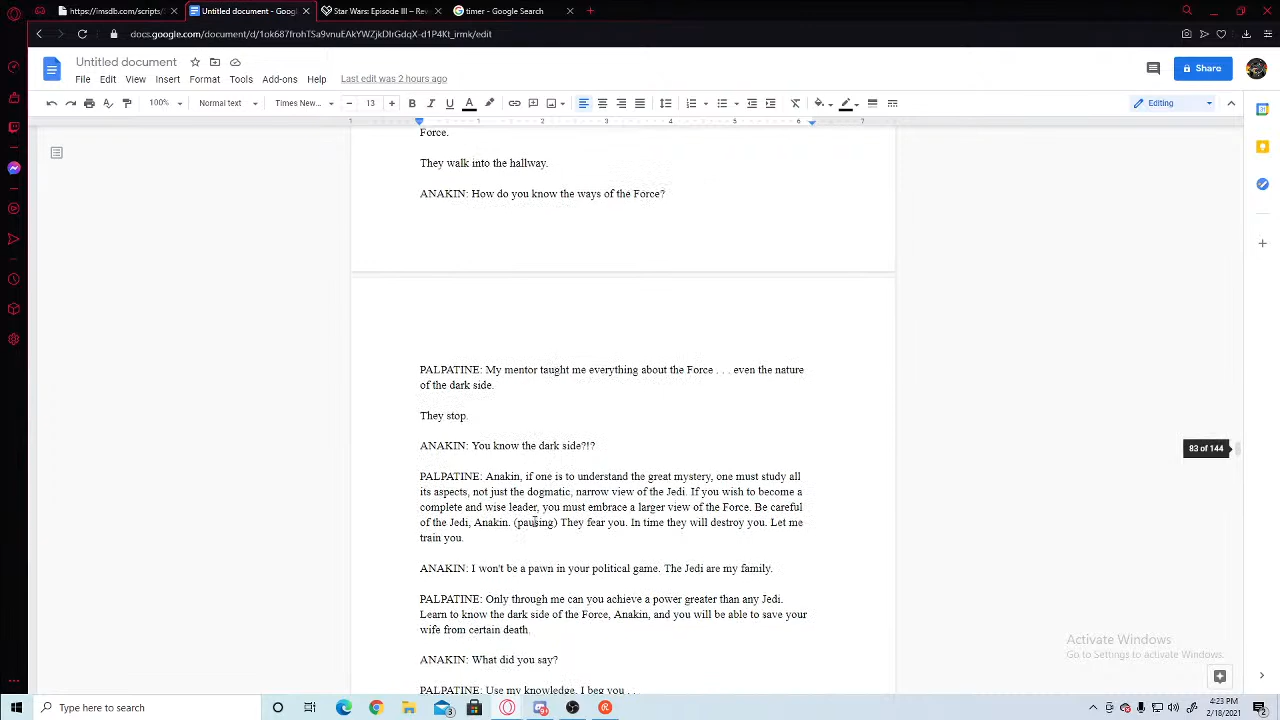 https://imsdb.com/scripts/
Untitled document - Googl
Star Wars: Episode III – Rev
timer - Google Search
docs.google.com/document/d/1ok687frohTSa9vnuEAkYWZjkDIrGdqX-d1P4Kt_irmk/edit
Untitled document
File Edit View Insert Format Tools Add-ons Help Last edit was 2 hours ago
Share
100% Normal text Times New... 13 Editing
1 1 2 3 4 5 6 7
Force.
They walk into the hallway.
ANAKIN: How do you know the ways of the Force?
PALPATINE: My mentor taught me everything about the Force . . . even the nature
of the dark side.
They stop.
ANAKIN: You know the dark side?!?
83 of 144
PALPATINE: Anakin, if one is to understand the great mystery, one must study all
its aspects, not just the dogmatic, narrow view of the Jedi. If you wish to become a
complete and wise leader, you must embrace a larger view of the Force. Be careful
of the Jedi, Anakin. (pausing) They fear you. In time they will destroy you. Let me
train you.
ANAKIN: I won't be a pawn in your political game. The Jedi are my family.
PALPATINE: Only through me can you achieve a power greater than any Jedi.
Learn to know the dark side of the Force, Anakin, and you will be able to save your
wife from certain death.
ANAKIN: What did you say?
PALPATINE: Use my knowledge, I beg you . . .
Activate Windows
Go to Settings to activate Windows.
Type here to search
4:23 PM
2/18/2021